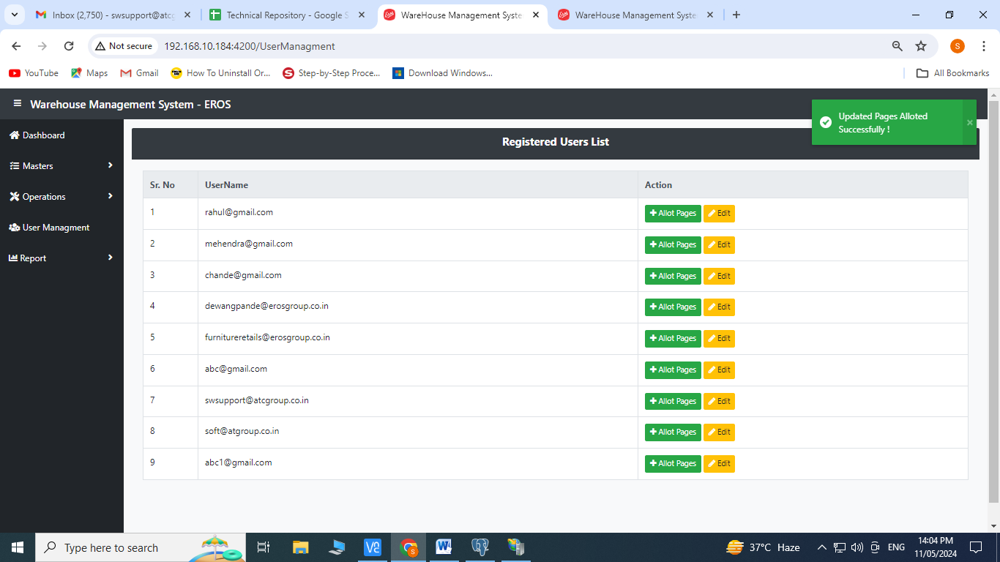 Inbox (2,750) - swsupport@atcg
Technical Repository - Google S
WareHouse Management Syste
WareHouse Management Syste
Not secure
192.168.10.184:4200/UserManagment
S
YouTube
Maps
Gmail
How To Uninstall Or...
Step-by-Step Proce...
Download Windows...
All Bookmarks
Warehouse Management System - EROS
Updated Pages Alloted
Successfully !
×
Dashboard
Masters
Operations
User Managment
Report
Registered Users List
Sr. No UserName Action
1 rahul@gmail.com Allot Pages Edit
2 mehendra@gmail.com Allot Pages Edit
3 chande@gmail.com Allot Pages Edit
4 dewangpande@erosgroup.co.in Allot Pages Edit
5 furnitureretails@erosgroup.co.in Allot Pages Edit
6 abc@gmail.com Allot Pages Edit
7 swsupport@atcgroup.co.in Allot Pages Edit
8 soft@atgroup.co.in Allot Pages Edit
9 abc1@gmail.com Allot Pages Edit
Type here to search
37°C Haze
ENG
14:04 PM
11/05/2024